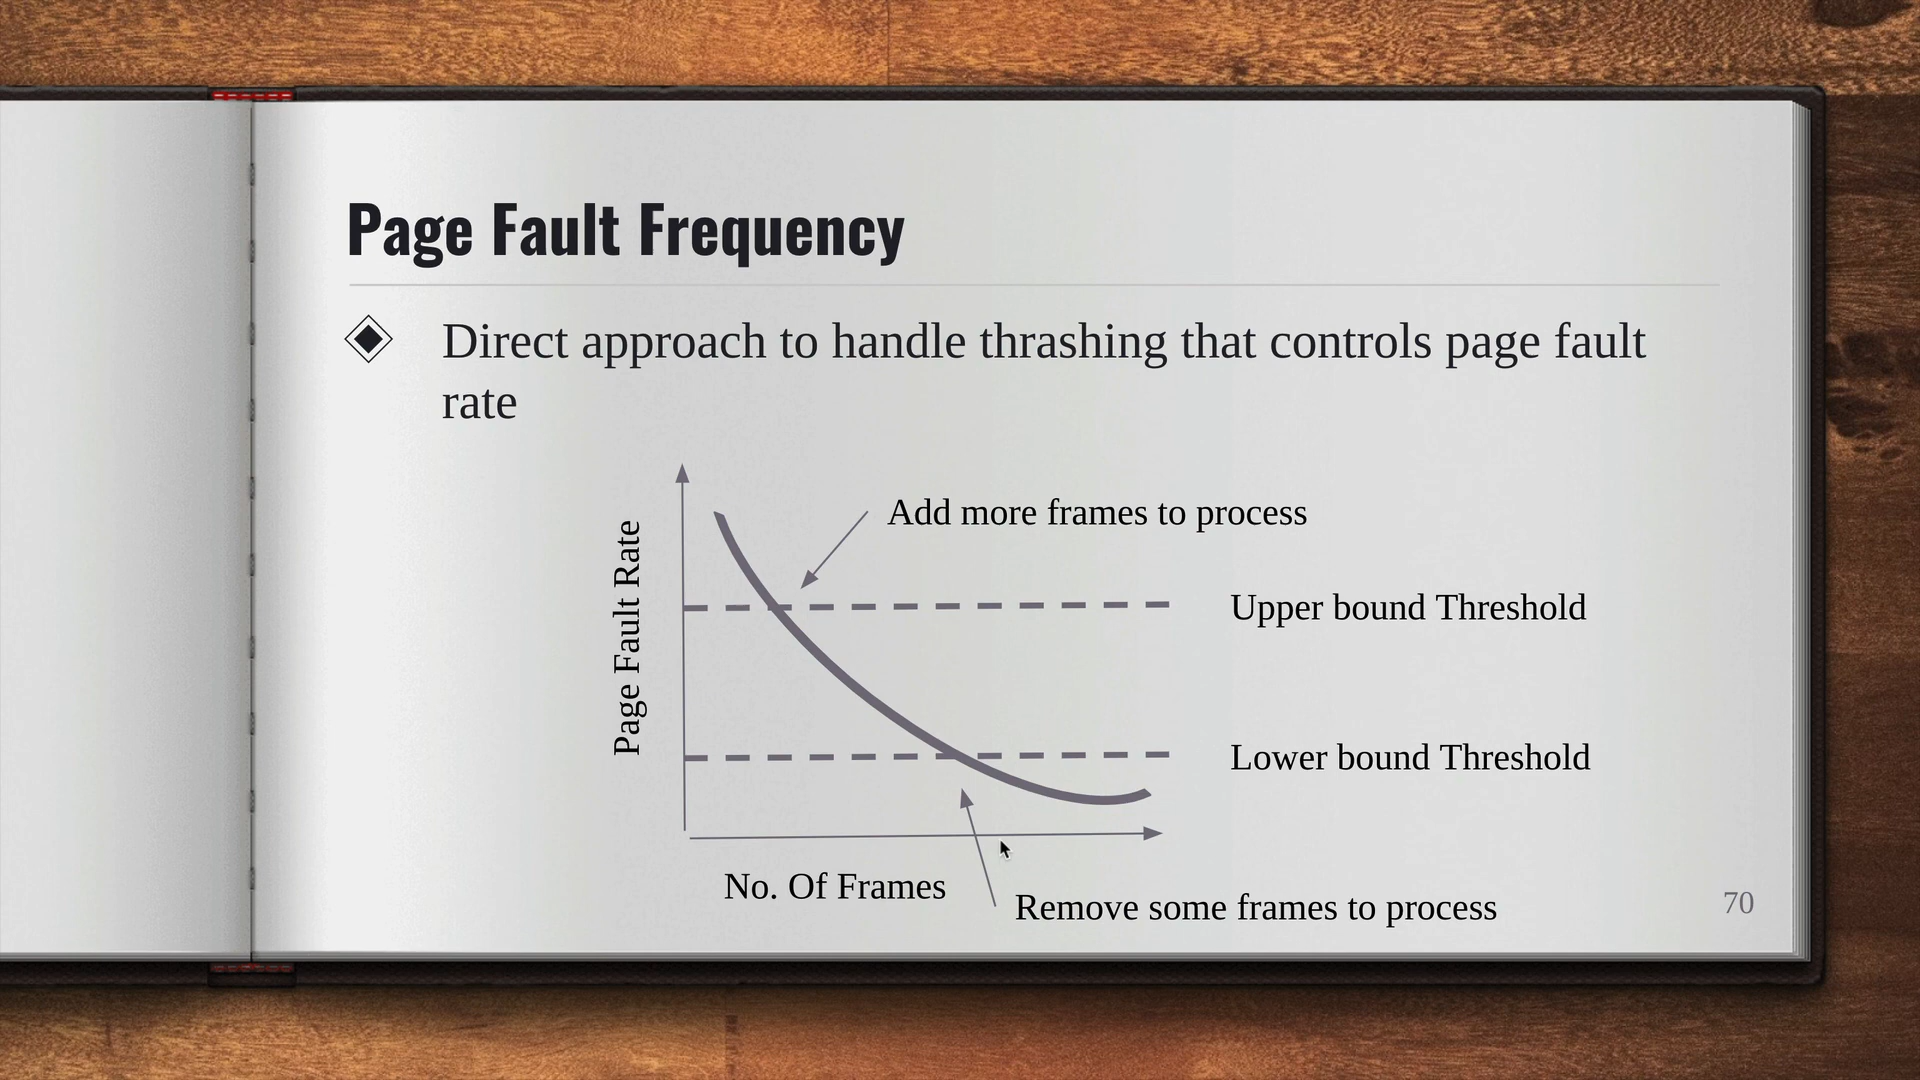 Page Fault Frequency
Direct approach to handle thrashing that controls page fault
rate
Add more frames to process
Page Fault Rate
Upper bound Threshold
Lower bound Threshold
No. Of Frames
Remove some frames to process
70